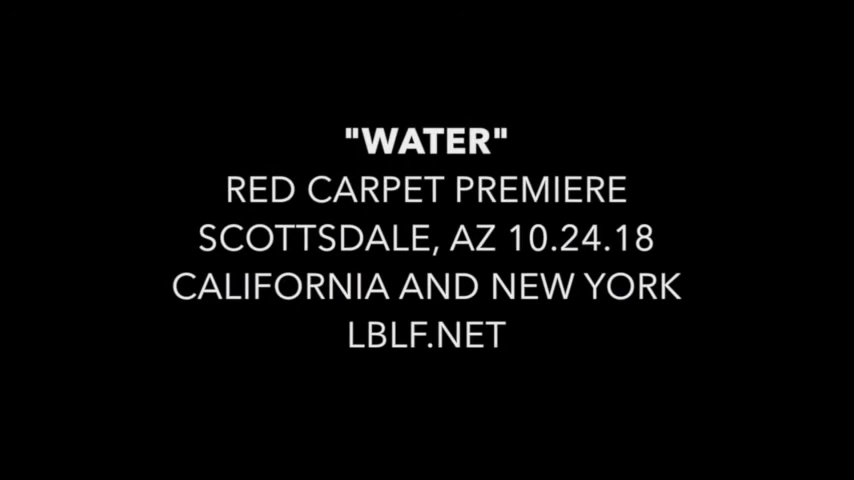 "WATER"
RED CARPET PREMIERE
SCOTTSDALE, AZ 10.24.18
CALIFORNIA AND NEW YORK
LBLF.NET